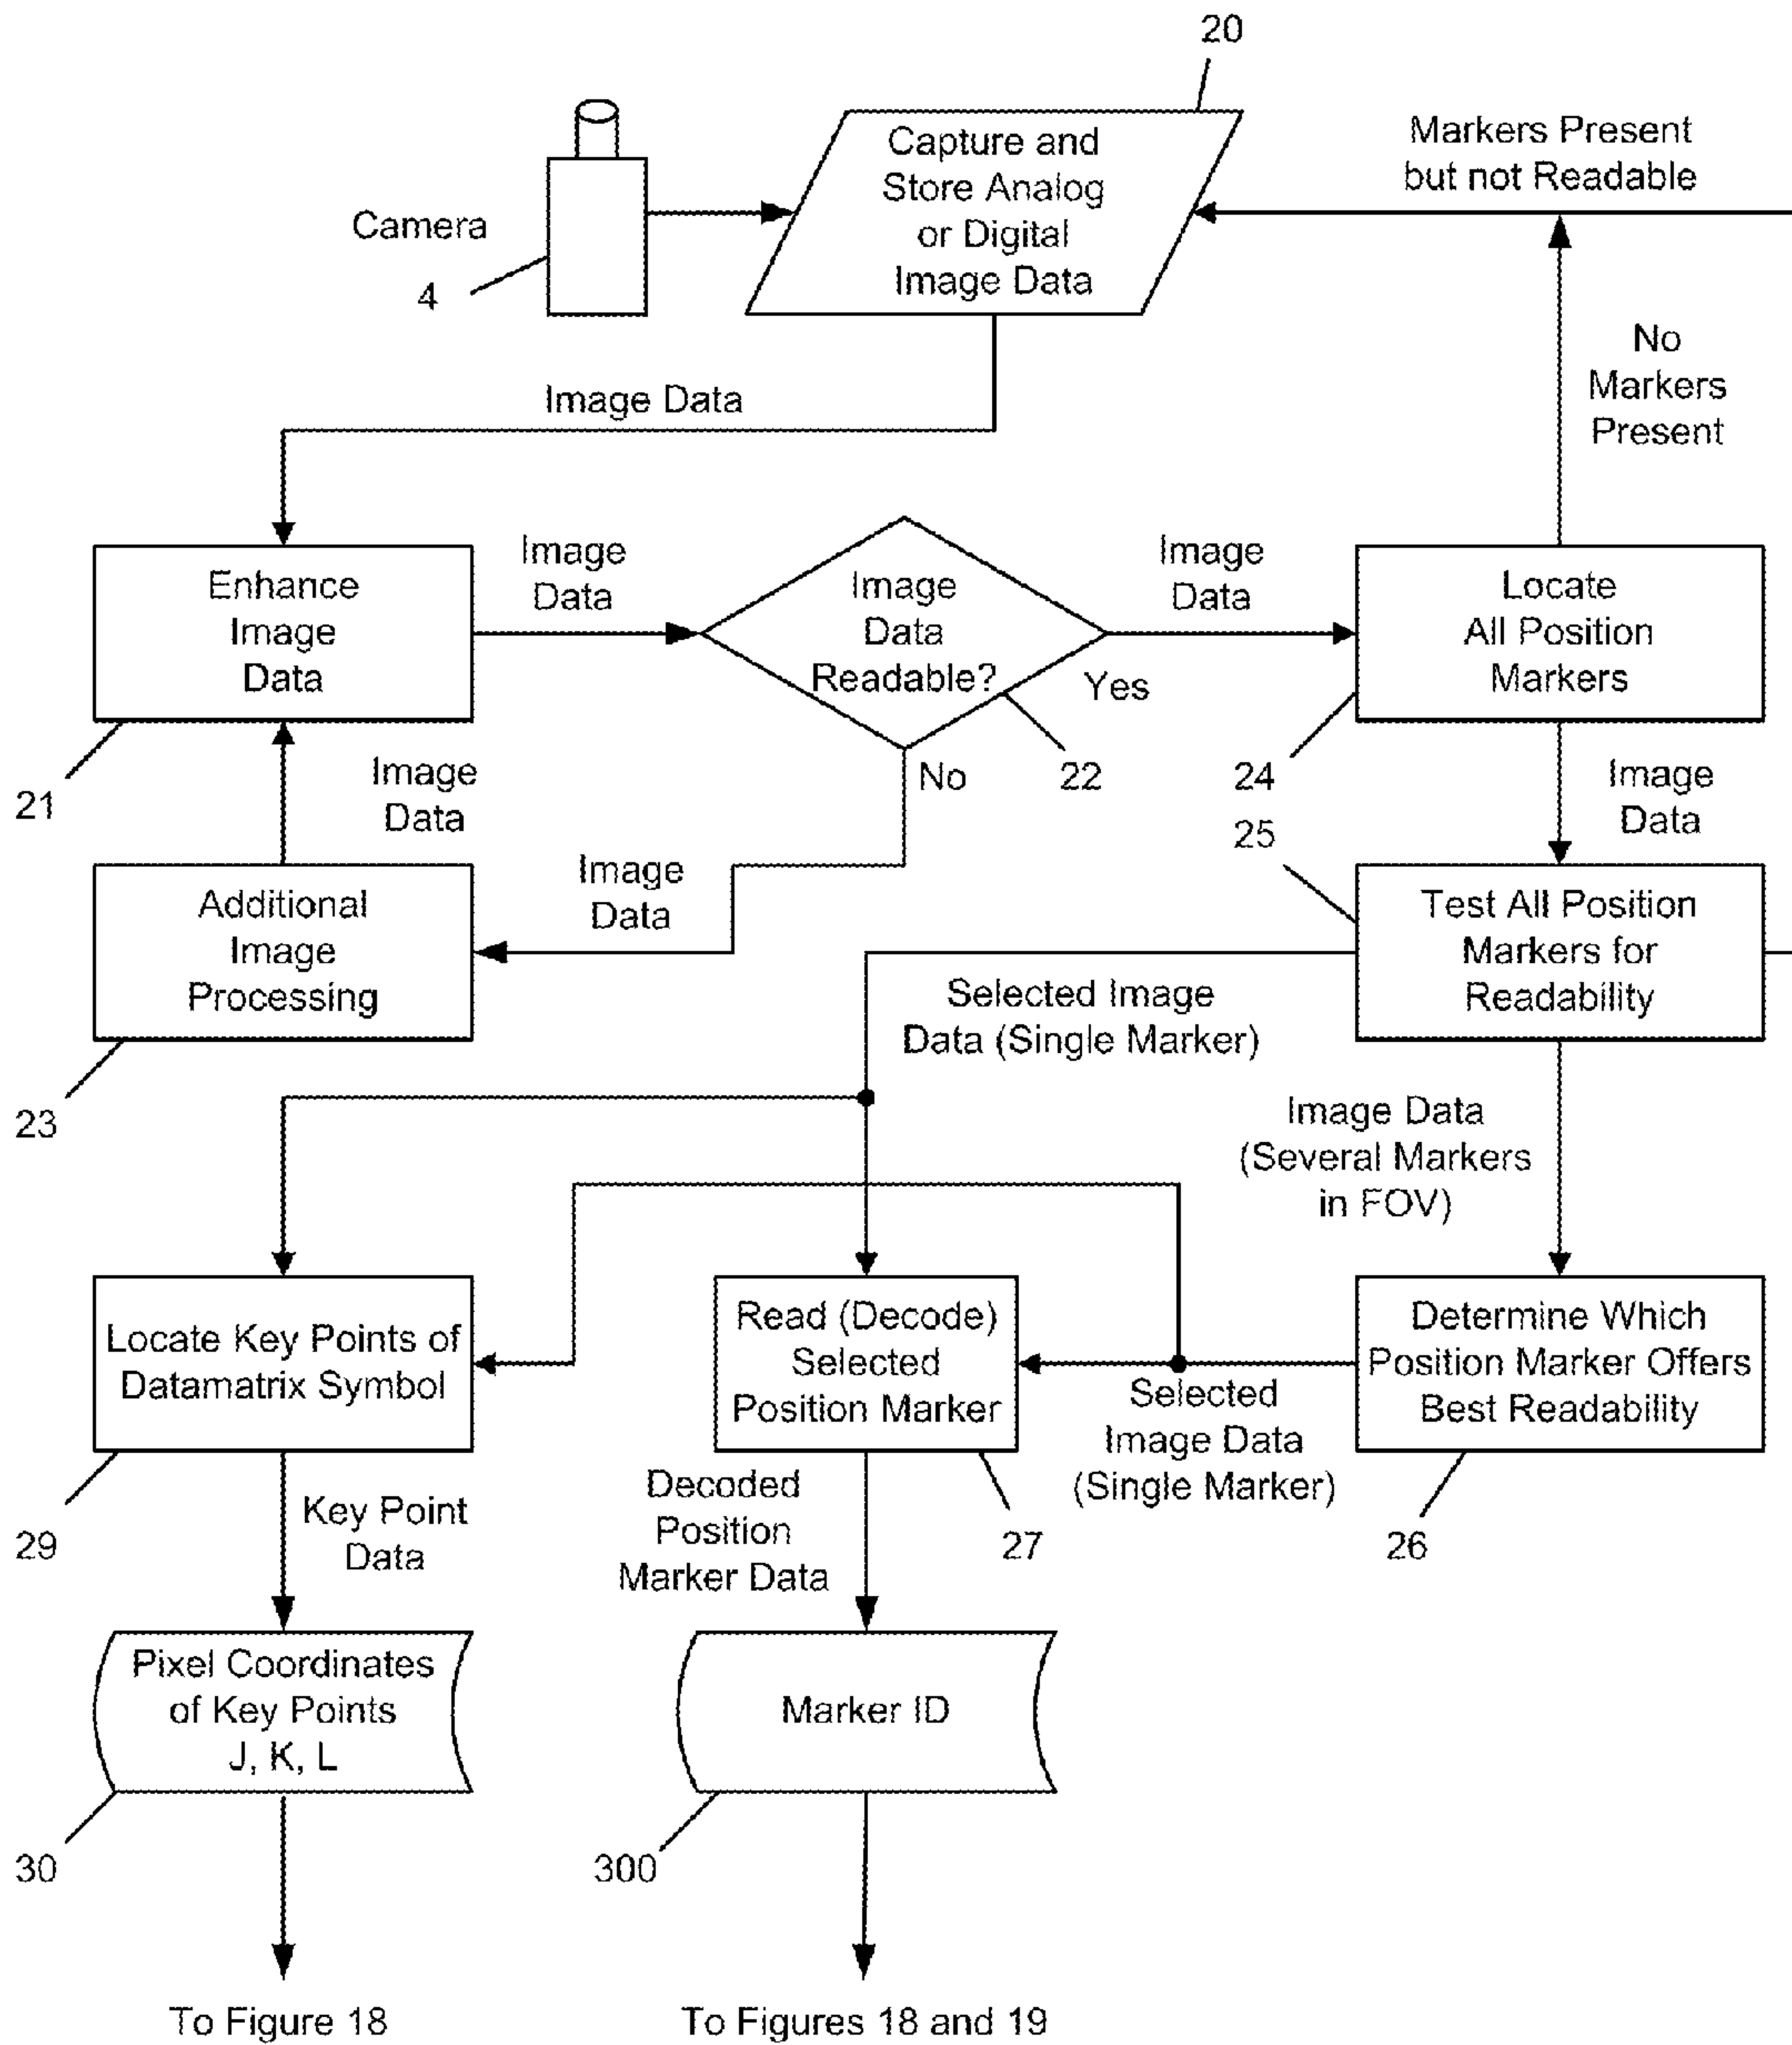 20
Capture and
Store Analog
or Digital
Image Data
Markers Present
but not Readable
Camera
4
No
Markers
Present
Image Data
Enhance
Image
Data
21
Image
Data
Image
Data
Readable?
22
Yes
No
Image
Data
Locate
All Position
Markers
24
Image
Data
Image
Data
Additional
Image
Processing
23
Image
Data
25
Test All Position
Markers for
Readability
Selected Image
Data (Single Marker)
Image Data
(Several Markers
in FOV)
Locate Key Points of
Datamatrix Symbol
29
Read (Decode)
Selected
Position Marker
27
Selected
Image Data
(Single Marker)
Determine Which
Position Marker Offers
Best Readability
26
Key Point
Data
Decoded
Position
Marker Data
Pixel Coordinates
of Key Points
J, K, L
30
Marker ID
300
To Figure 18
To Figures 18 and 19